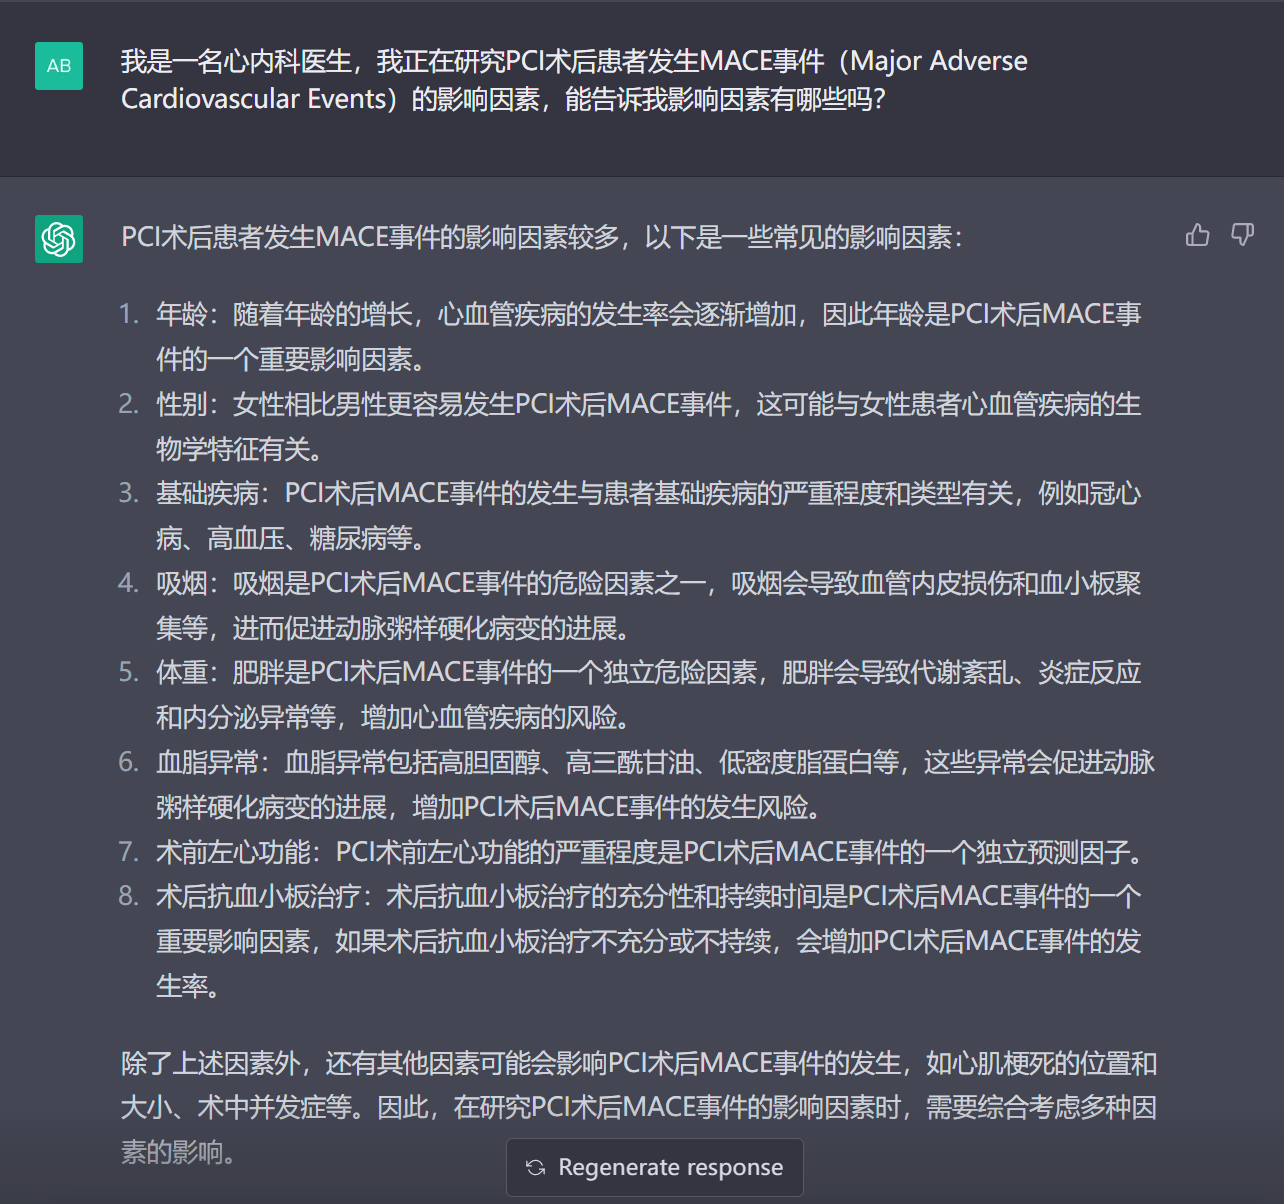 AB
我是一名心内科医生，我正在研究PCI术后患者发生MACE事件（Major Adverse
Cardiovascular Events）的影响因素，能告诉我影响因素有哪些吗？
PCI术后患者发生MACE事件的影响因素较多，以下是一些常见的影响因素：
1. 年龄：随着年龄的增长，心血管疾病的发生率会逐渐增加，因此年龄是PCI术后MACE事
件的一个重要影响因素。
2. 性别：女性相比男性更容易发生PCI术后MACE事件，这可能与女性患者心血管疾病的生
物学特征有关。
3. 基础疾病：PCI术后MACE事件的发生与患者基础疾病的严重程度和类型有关，例如冠心
病、高血压、糖尿病等。
4. 吸烟：吸烟是PCI术后MACE事件的危险因素之一，吸烟会导致血管内皮损伤和血小板聚
集等，进而促进动脉粥样硬化病变的进展。
5. 体重：肥胖是PCI术后MACE事件的一个独立危险因素，肥胖会导致代谢紊乱、炎症反应
和内分泌异常等，增加心血管疾病的风险。
6. 血脂异常：血脂异常包括高胆固醇、高三酰甘油、低密度脂蛋白等，这些异常会促进动脉
粥样硬化病变的进展，增加PCI术后MACE事件的发生风险。
7. 术前左心功能：PCI术前左心功能的严重程度是PCI术后MACE事件的一个独立预测因子。
8. 术后抗血小板治疗：术后抗血小板治疗的充分性和持续时间是PCI术后MACE事件的一个
重要影响因素，如果术后抗血小板治疗不充分或不持续，会增加PCI术后MACE事件的发
生率。
除了上述因素外，还有其他因素可能会影响PCI术后MACE事件的发生，如心肌梗死的位置和
大小、术中并发症等。因此，在研究PCI术后MACE事件的影响因素时，需要综合考虑多种因
素的影响。
Regenerate response